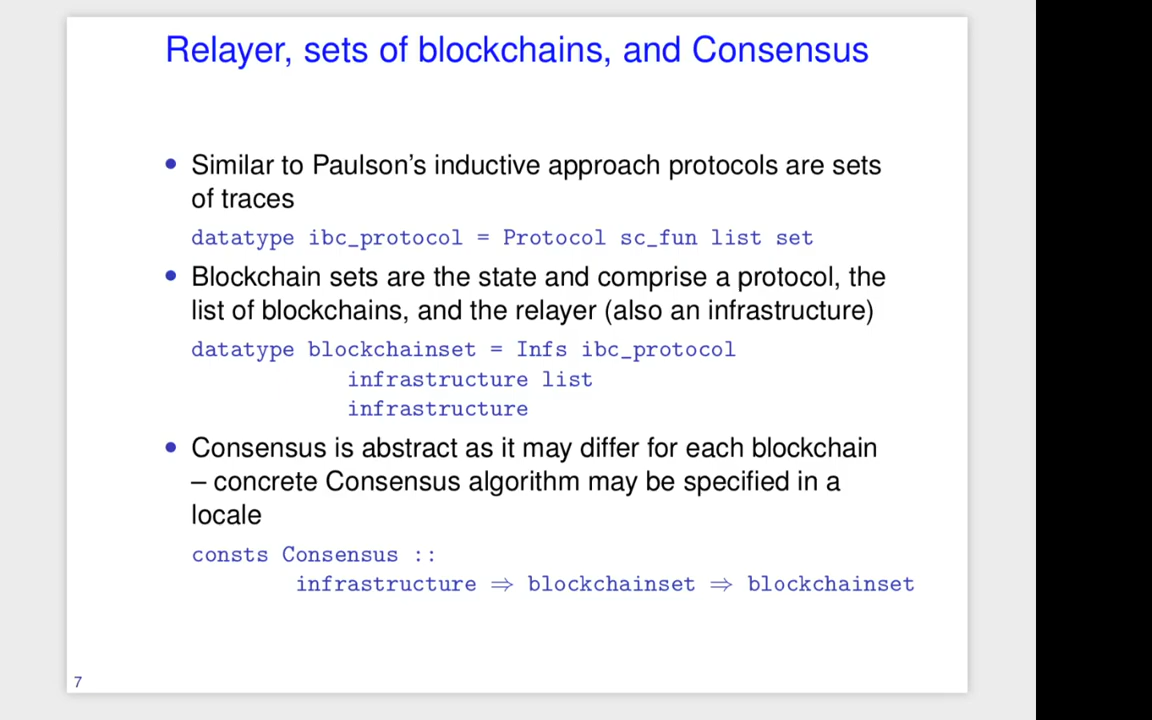 Relayer, sets of blockchains, and Consensus
• Similar to Paulson's inductive approach protocols are sets
of traces
datatype ibc_protocol = Protocol sc_fun list set
• Blockchain sets are the state and comprise a protocol, the
list of blockchains, and the relayer (also an infrastructure)
datatype blockchainset = Infs ibc_protocol
infrastructure list
infrastructure
• Consensus is abstract as it may differ for each blockchain
– concrete Consensus algorithm may be specified in a
locale
consts Consensus ::
infrastructure ⇒ blockchainset ⇒ blockchainset
7